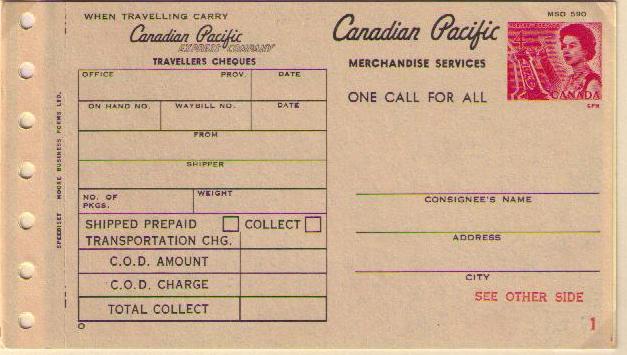 WHEN TRAVELLING CARRY
Canadian Pacific
EXPRESS COMPANY
TRAVELLERS CHEQUES
OFFICE PROV. DATE
ON HAND NO. WAYBILL NO. DATE
FROM
SHIPPER
NO. OF PKGS. WEIGHT
SHIPPED PREPAID COLLECT
TRANSPORTATION CHG.
C.O.D. AMOUNT
C.O.D. CHARGE
TOTAL COLLECT
SPEEDISET MOORE BUSINESS FORMS LTD.
MSO 590
Canadian Pacific
MERCHANDISE SERVICES
ONE CALL FOR ALL
4
CANADA
CPR
CONSIGNEE'S NAME
ADDRESS
CITY
SEE OTHER SIDE
1